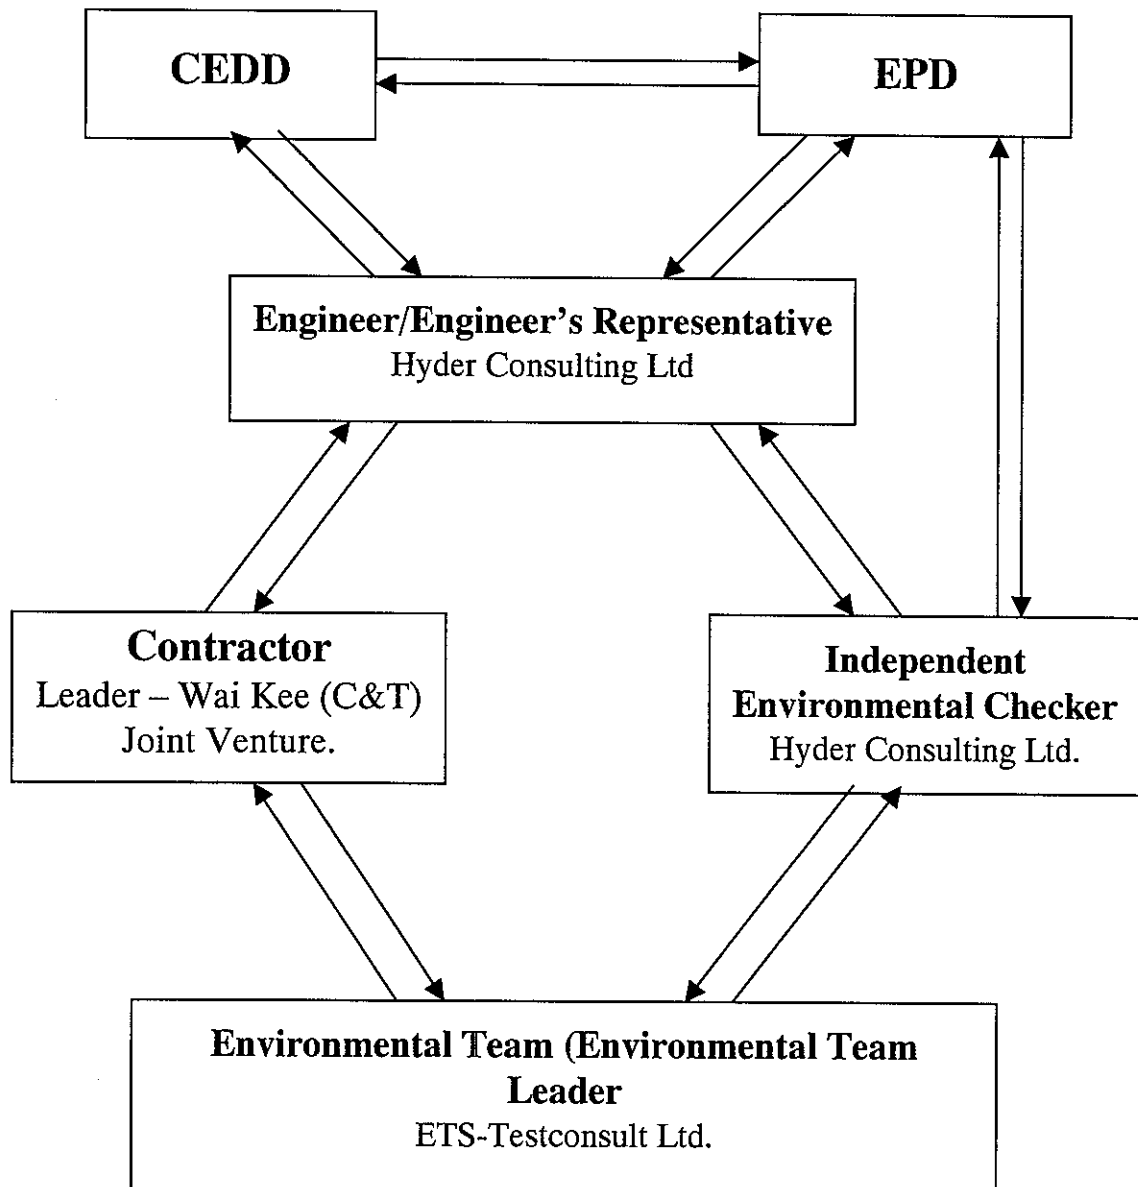 CEDD
EPD
Engineer/Engineer's Representative
Hyder Consulting Ltd
Contractor
Leader – Wai Kee (C&T)
Joint Venture.
Independent
Environmental Checker
Hyder Consulting Ltd.
Environmental Team (Environmental Team
Leader
ETS-Testconsult Ltd.